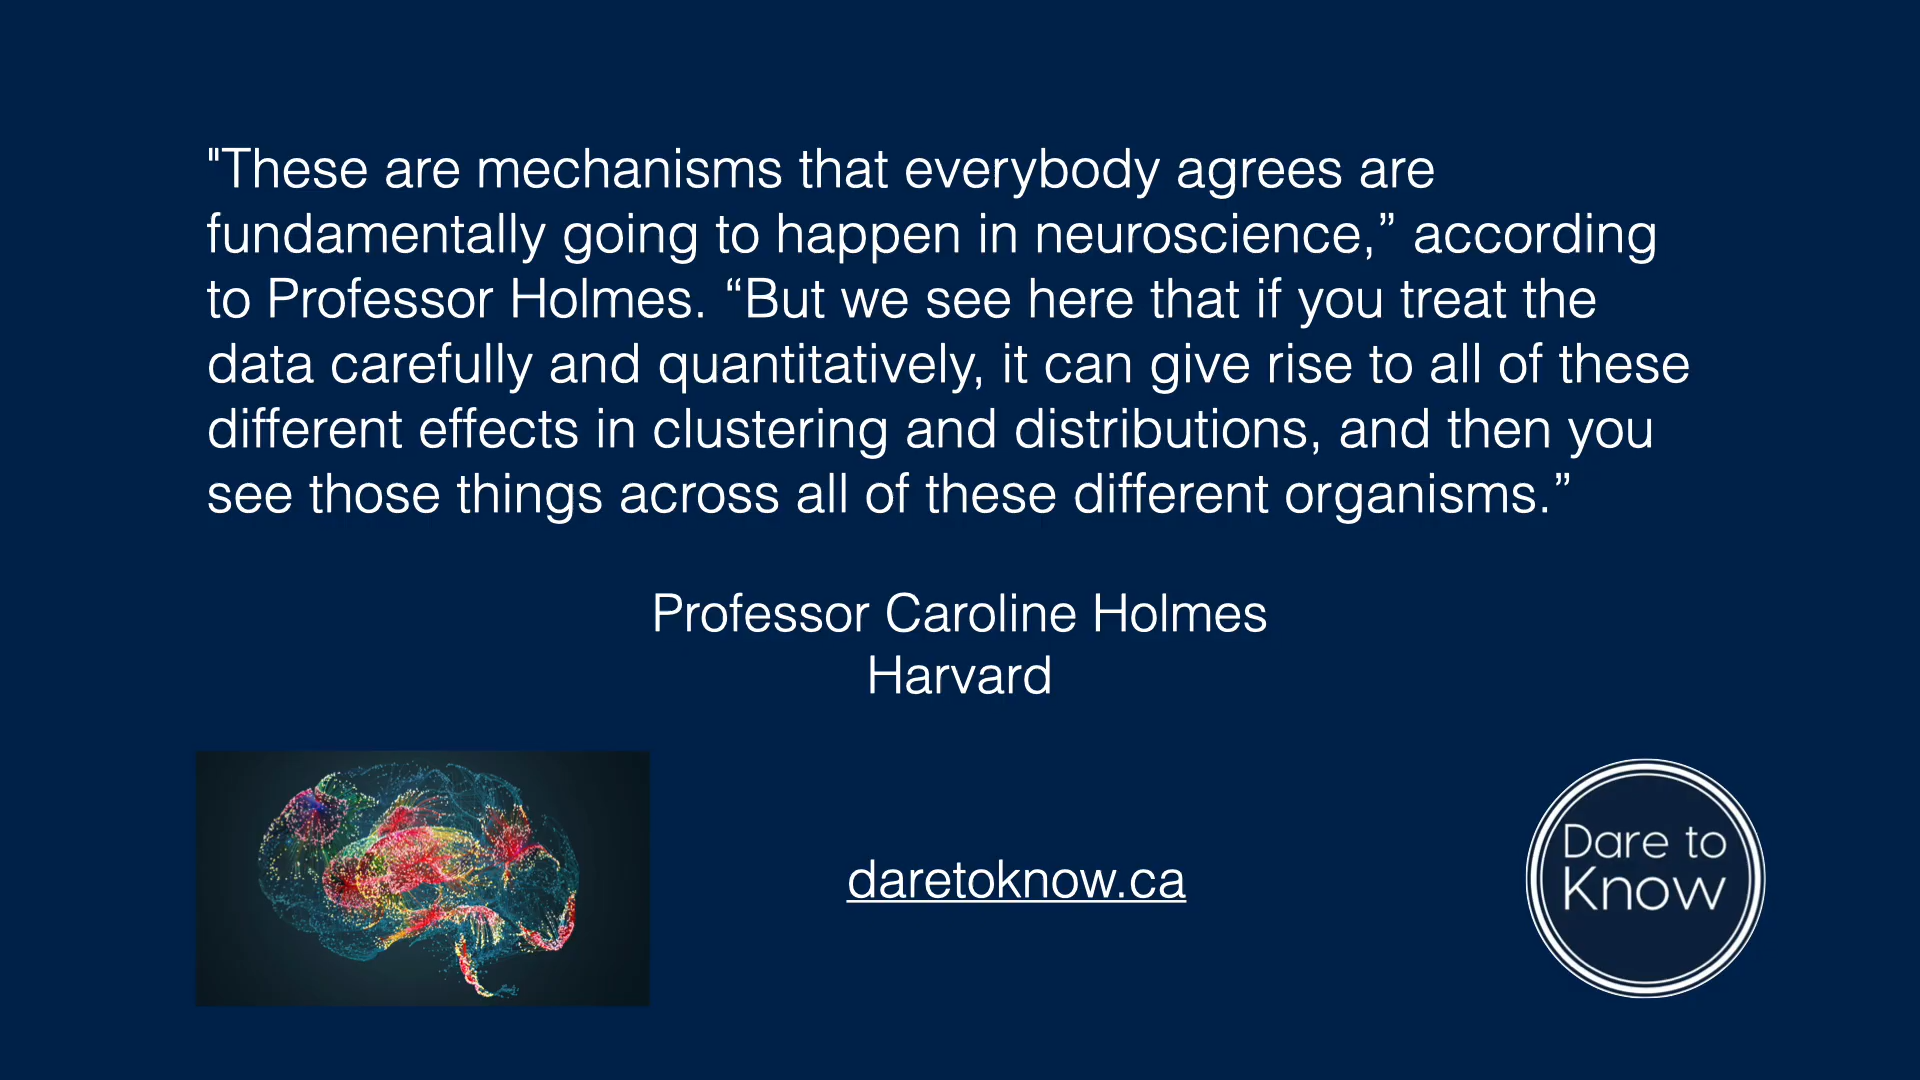 "These are mechanisms that everybody agrees are
fundamentally going to happen in neuroscience,” according
to Professor Holmes. “But we see here that if you treat the
data carefully and quantitatively, it can give rise to all of these
different effects in clustering and distributions, and then you
see those things across all of these different organisms.”
Professor Caroline Holmes
Harvard
daretoknow.ca
Dare to
Know